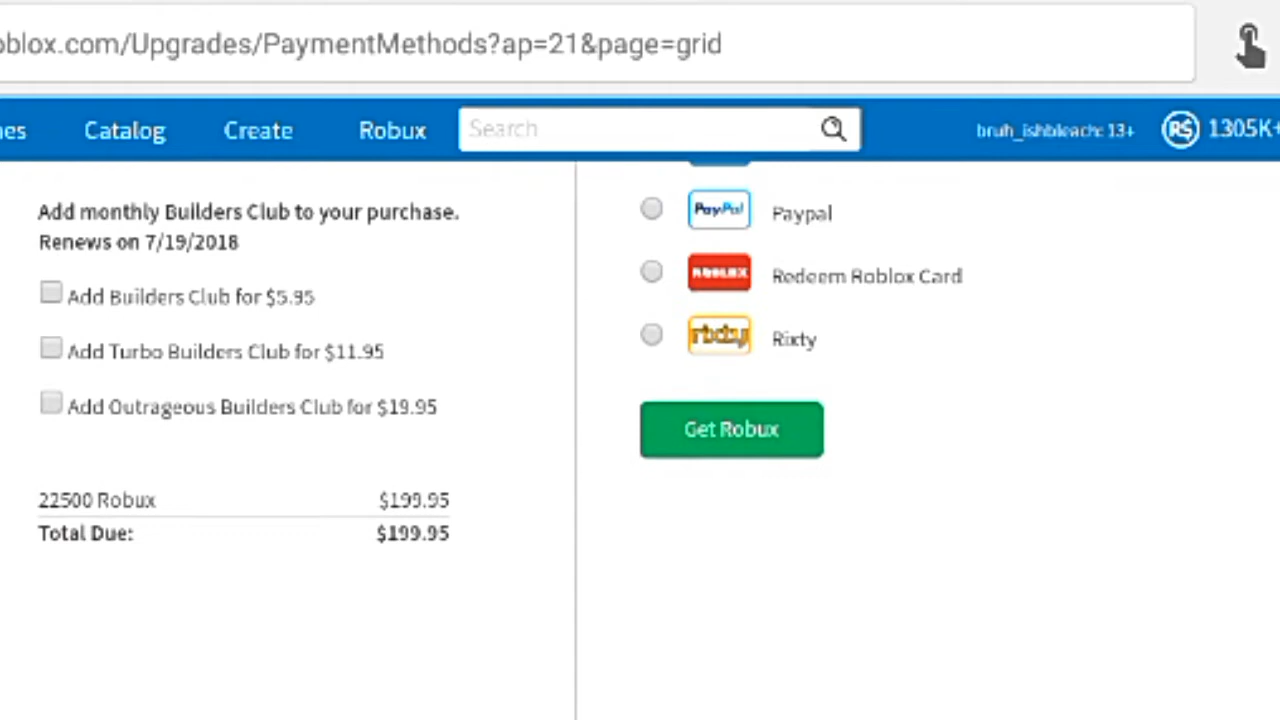 oblox.com/Upgrades/PaymentMethods?ap=21&page=grid
nes Catalog Create Robux Search bruh_ishbleach: 13+ R$ 1305K+
Add monthly Builders Club to your purchase.
Renews on 7/19/2018
Add Builders Club for $5.95
Add Turbo Builders Club for $11.95
Add Outrageous Builders Club for $19.95
22500 Robux $199.95
Total Due: $199.95
PayPal Paypal
ROBLOX Redeem Roblox Card
rixty Rixty
Get Robux